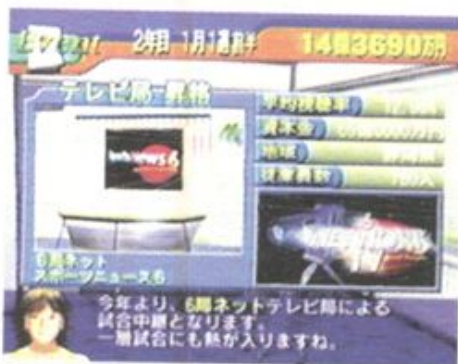 Event 2年目 1月1週前半 14億3690万円
テレビ局 昇格
平均視聴率
資本金
地域
従業員数
NEWS6
6局ネット
スポーツニュース6
今年より、6局ネットテレビ局による
試合中継となります。
一層試合にも熱が入りますね。